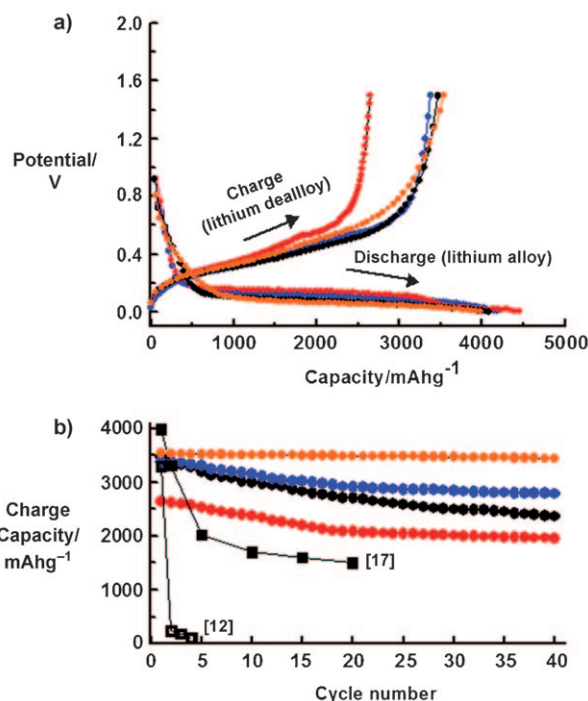 a)
2.0
1.6
1.2
0.8
0.4
0.0
Potential/
V
Charge
(lithium deallloy)
Discharge (lithium alloy)
0 1000 2000 3000 4000 5000
Capacity/mAhg-1
b)
4000
3500
3000
2000
1000
0
Charge
Capacity/
mAhg–1
[17]
[12]
0 5 10 15 20 25 30 35 40
Cycle number